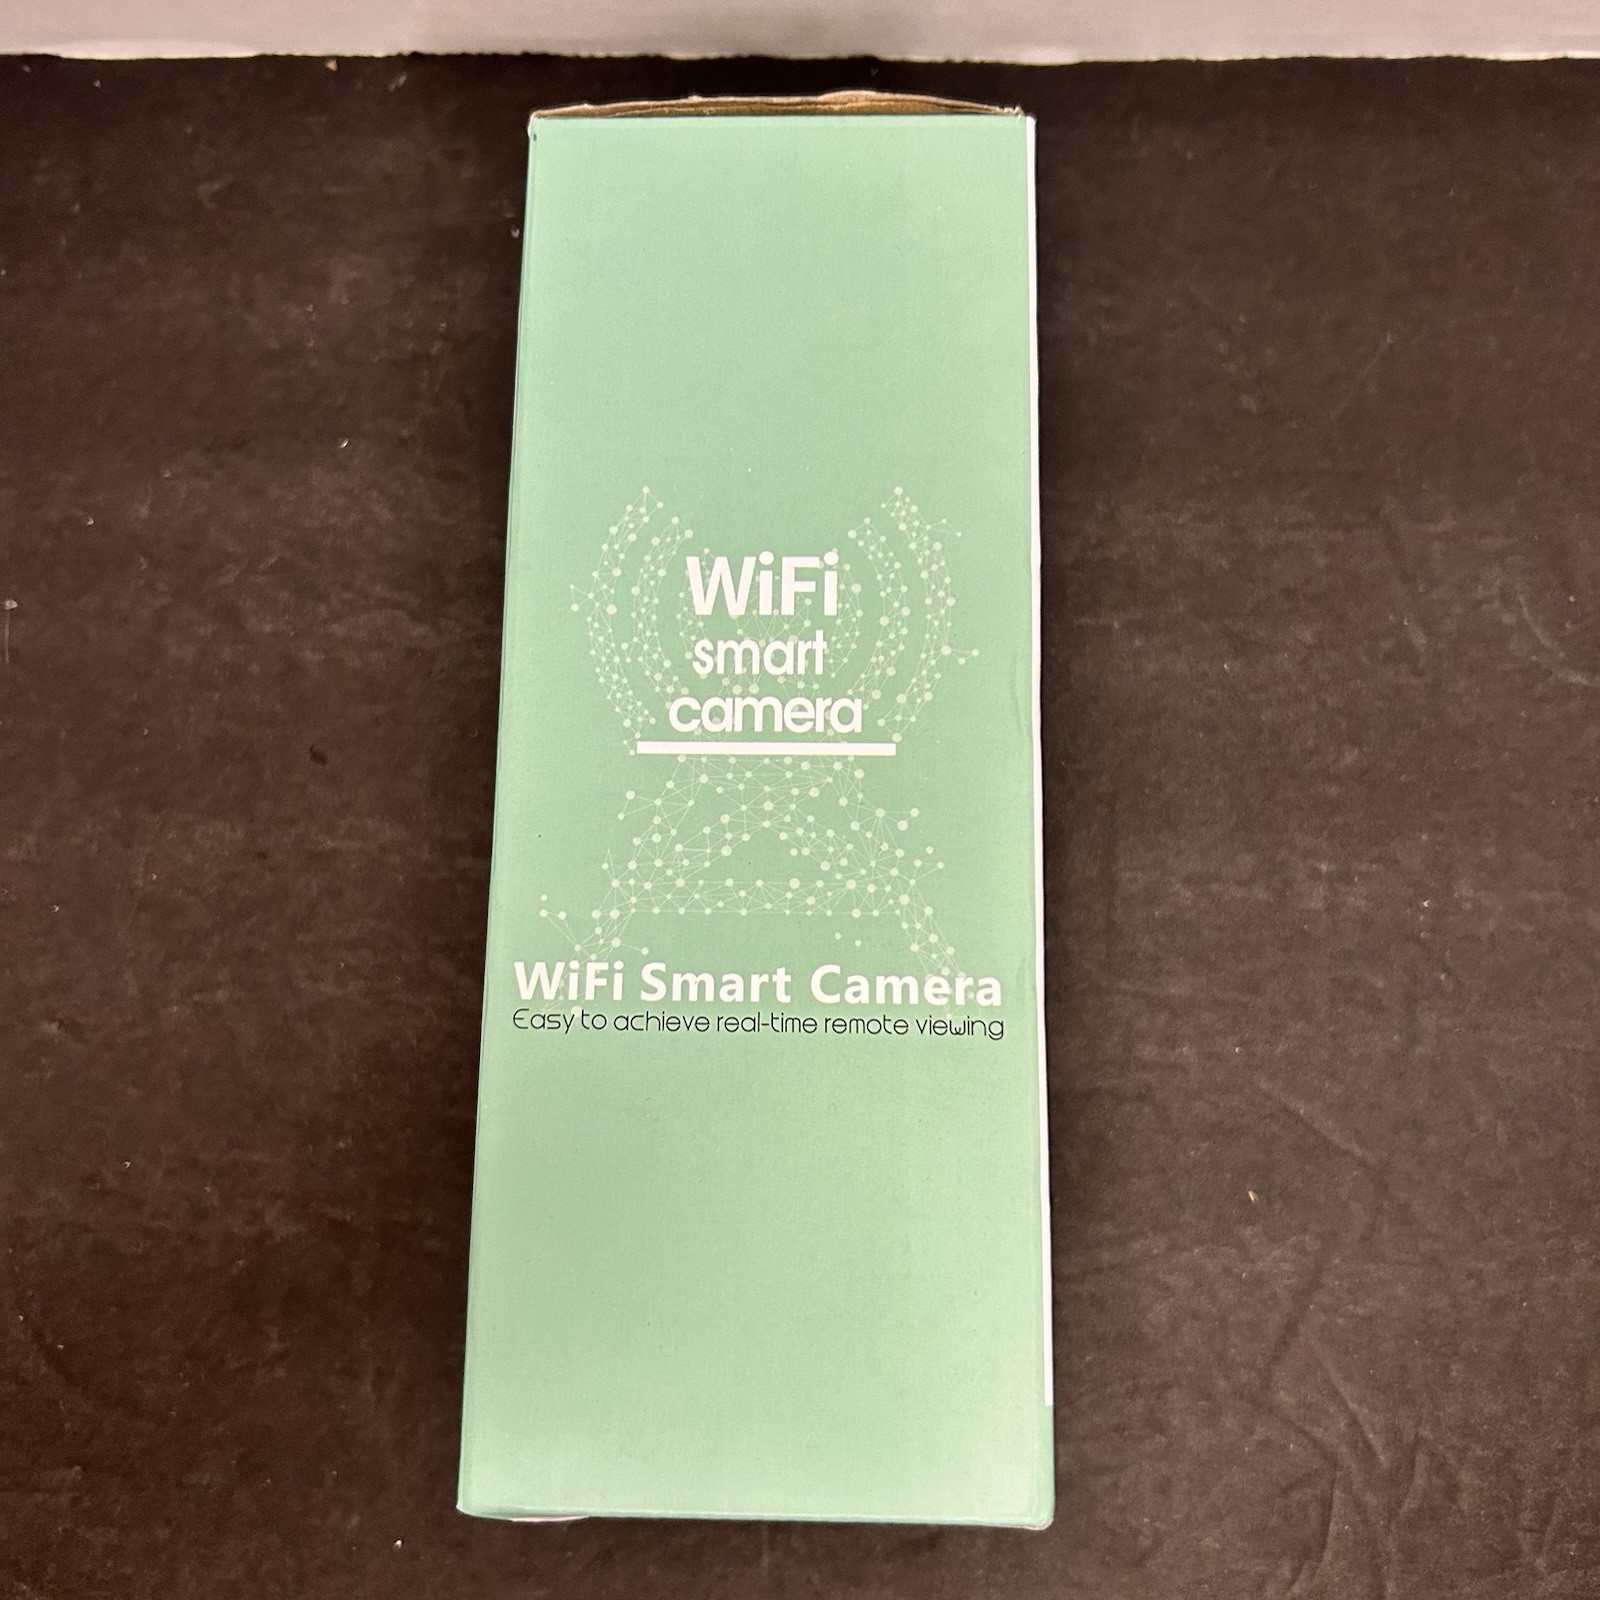 WiFi
smart
camera
WiFi Smart Camera
Easy to achieve real-time remote viewing